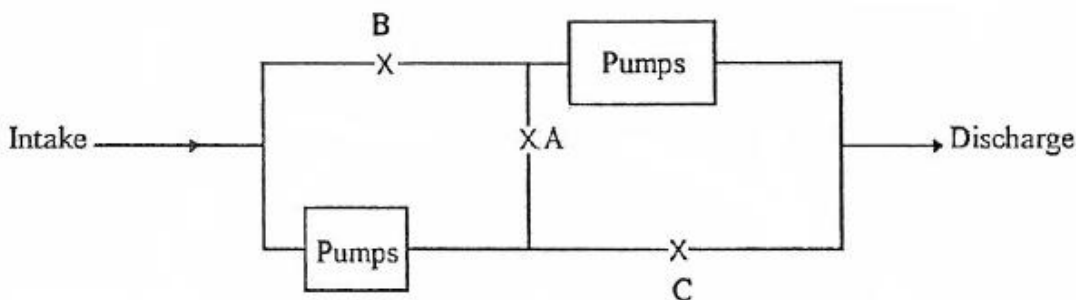 B
Pumps
Intake
A
Discharge
Pumps
C